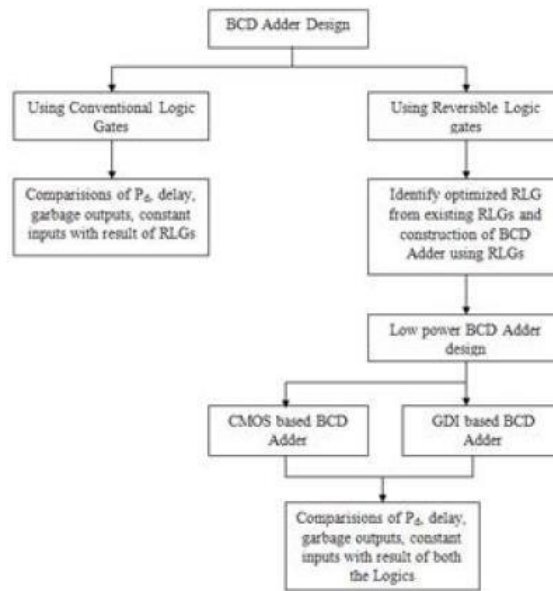 BCD Adder Design
Using Conventional Logic
Gates
Using Reversible Logic
gates
Comparisions of Pd, delay,
garbage outputs, constant
inputs with result of RLGs
Identify optimized RLG
from existing RLGs and
construction of BCD
Adder using RLGs
Low power BCD Adder
design
CMOS based BCD
Adder
GDI based BCD
Adder
Comparisions of Pd, delay,
garbage outputs, constant
inputs with result of both
the Logics